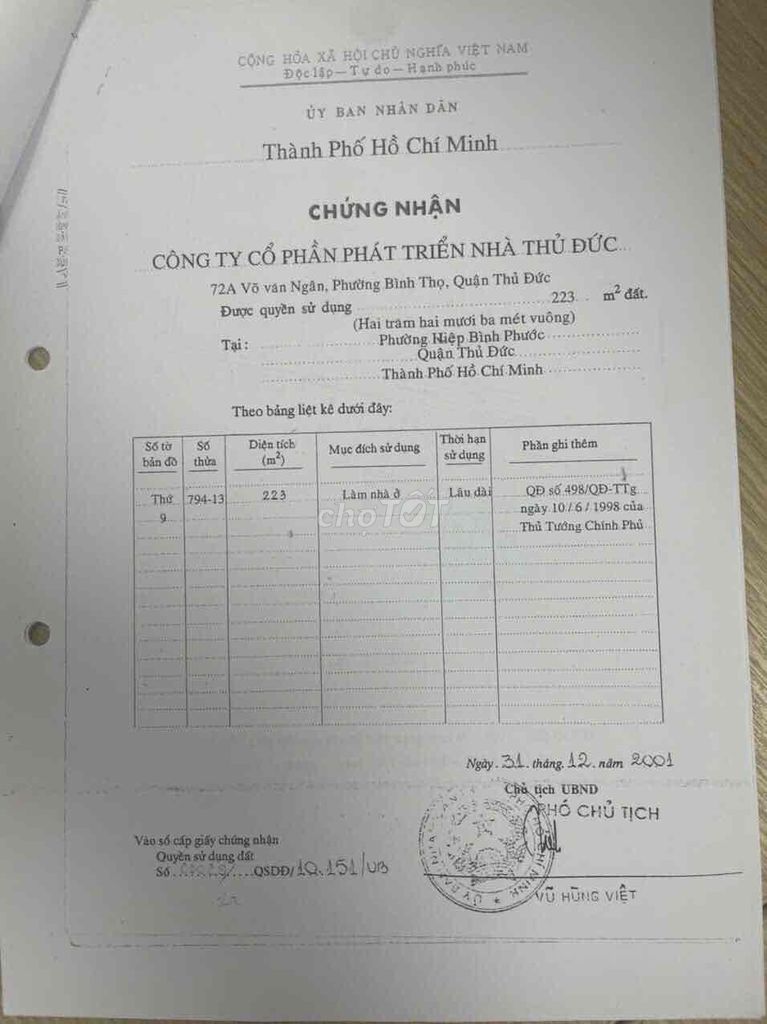 CỘNG HÒA XÃ HỘI CHỦ NGHĨA VIỆT NAM
Độc lập - Tự do - Hạnh phúc
ỦY BAN NHÂN DÂN
Thành Phố Hồ Chí Minh
CHỨNG NHẬN
CÔNG TY CỔ PHẦN PHÁT TRIỂN NHÀ THỦ ĐỨC
72A Võ văn Ngân, Phường Bình Thọ, Quận Thủ Đức
Được quyền sử dụng 223 m² đất.
(Hai trăm hai mươi ba mét vuông)
Tại: Phường Hiệp Bình Phước
Quận Thủ Đức
Thành Phố Hồ Chí Minh
Theo bảng liệt kê dưới đây:
Số tờ bản đồ Số thửa Diện tích (m²) Mục đích sử dụng Thời hạn sử dụng Phần ghi thêm
Thứ 794-13 223 Làm nhà ở Lâu dài QĐ số 498/QĐ-TTg
9 ngày 10/6/1998 của
Thủ Tướng Chính Phủ
choTỐT
Ngày 31 tháng 12 năm 2001
Chủ tịch UBND
PHÓ CHỦ TỊCH
Vào sổ cấp giấy chứng nhận
Quyền sử dụng đất
Số QSDĐ/10.151/UB
VŨ HÙNG VIỆT